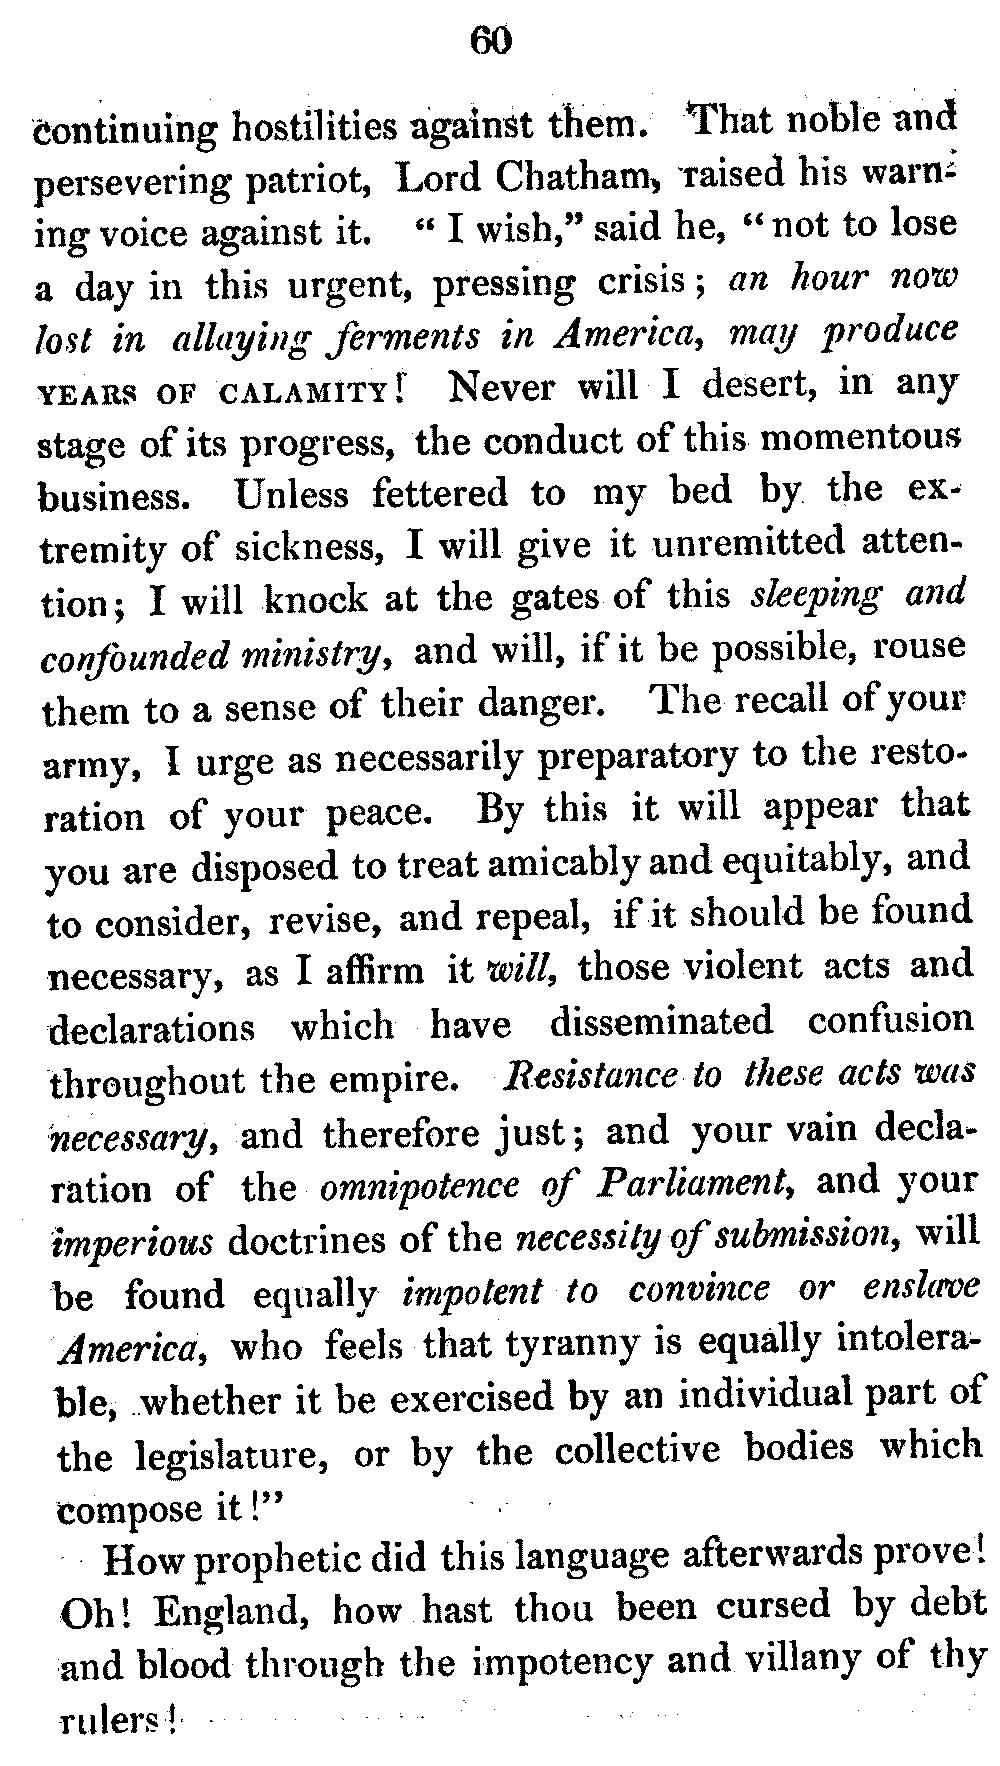 60
continuing hostilities against them. That noble and
persevering patriot, Lord Chatham, raised his warn-
ing voice against it. “ I wish,” said he, “ not to lose
a day in this urgent, pressing crisis ; an hour now
lost in allaying ferments in America, may produce
YEARS OF CALAMITY! Never will I desert, in any
stage of its progress, the conduct of this momentous
business. Unless fettered to my bed by the ex-
tremity of sickness, I will give it unremitted atten-
tion; I will knock at the gates of this sleeping and
confounded ministry, and will, if it be possible, rouse
them to a sense of their danger. The recall of your
army, I urge as necessarily preparatory to the resto-
ration of your peace. By this it will appear that
you are disposed to treat amicably and equitably, and
to consider, revise, and repeal, if it should be found
necessary, as I affirm it will, those violent acts and
declarations which have disseminated confusion
throughout the empire. Resistance to these acts was
necessary, and therefore just ; and your vain decla-
ration of the omnipotence of Parliament, and your
imperious doctrines of the necessity of submission, will
be found equally impotent to convince or enslave
America, who feels that tyranny is equally intolera-
ble, whether it be exercised by an individual part of
the legislature, or by the collective bodies which
compose it !”
How prophetic did this language afterwards prove!
Oh! England, how hast thou been cursed by debt
and blood through the impotency and villany of thy
rulers!